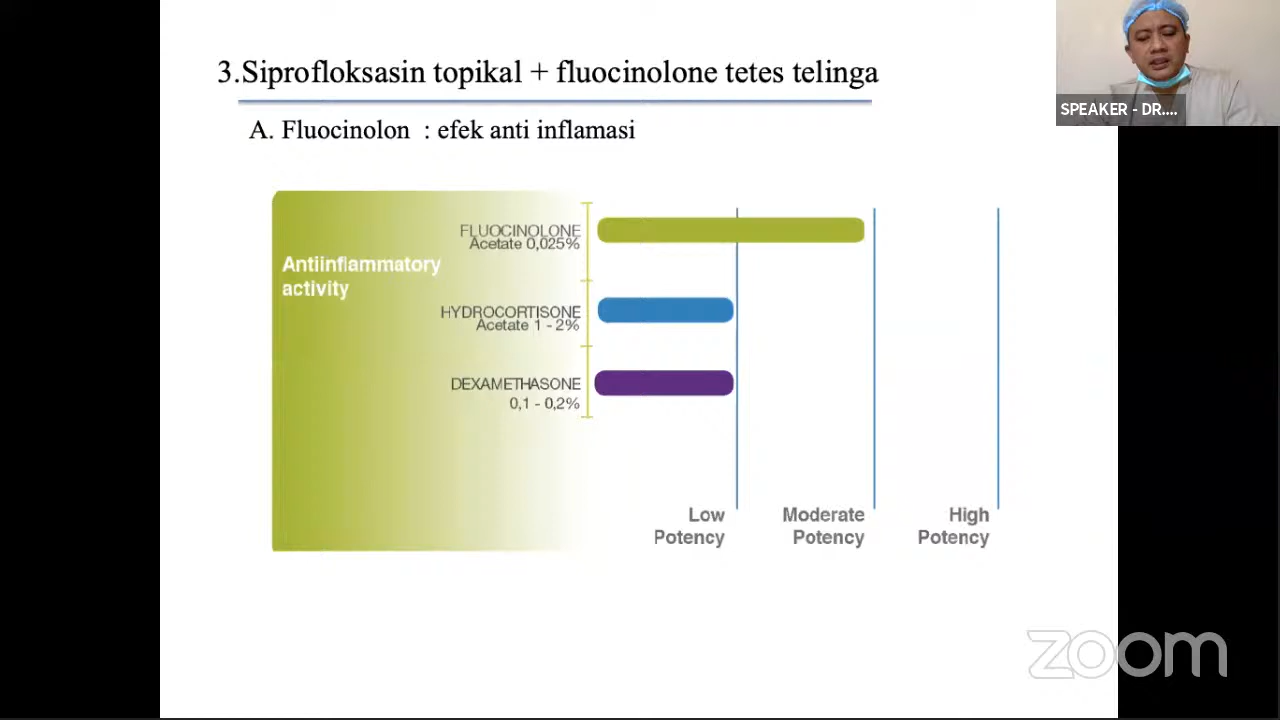 3.Siprofloksasin topikal + fluocinolone tetes telinga
A. Fluocinolon : efek anti inflamasi
SPEAKER - DR....
Antiinflammatory
activity
FLUOCINOLONE
Acetate 0,025%
HYDROCORTISONE
Acetate 1 - 2%
DEXAMETHASONE
0,1 - 0,2%
Low
Potency
Moderate
Potency
High
Potency
zoom